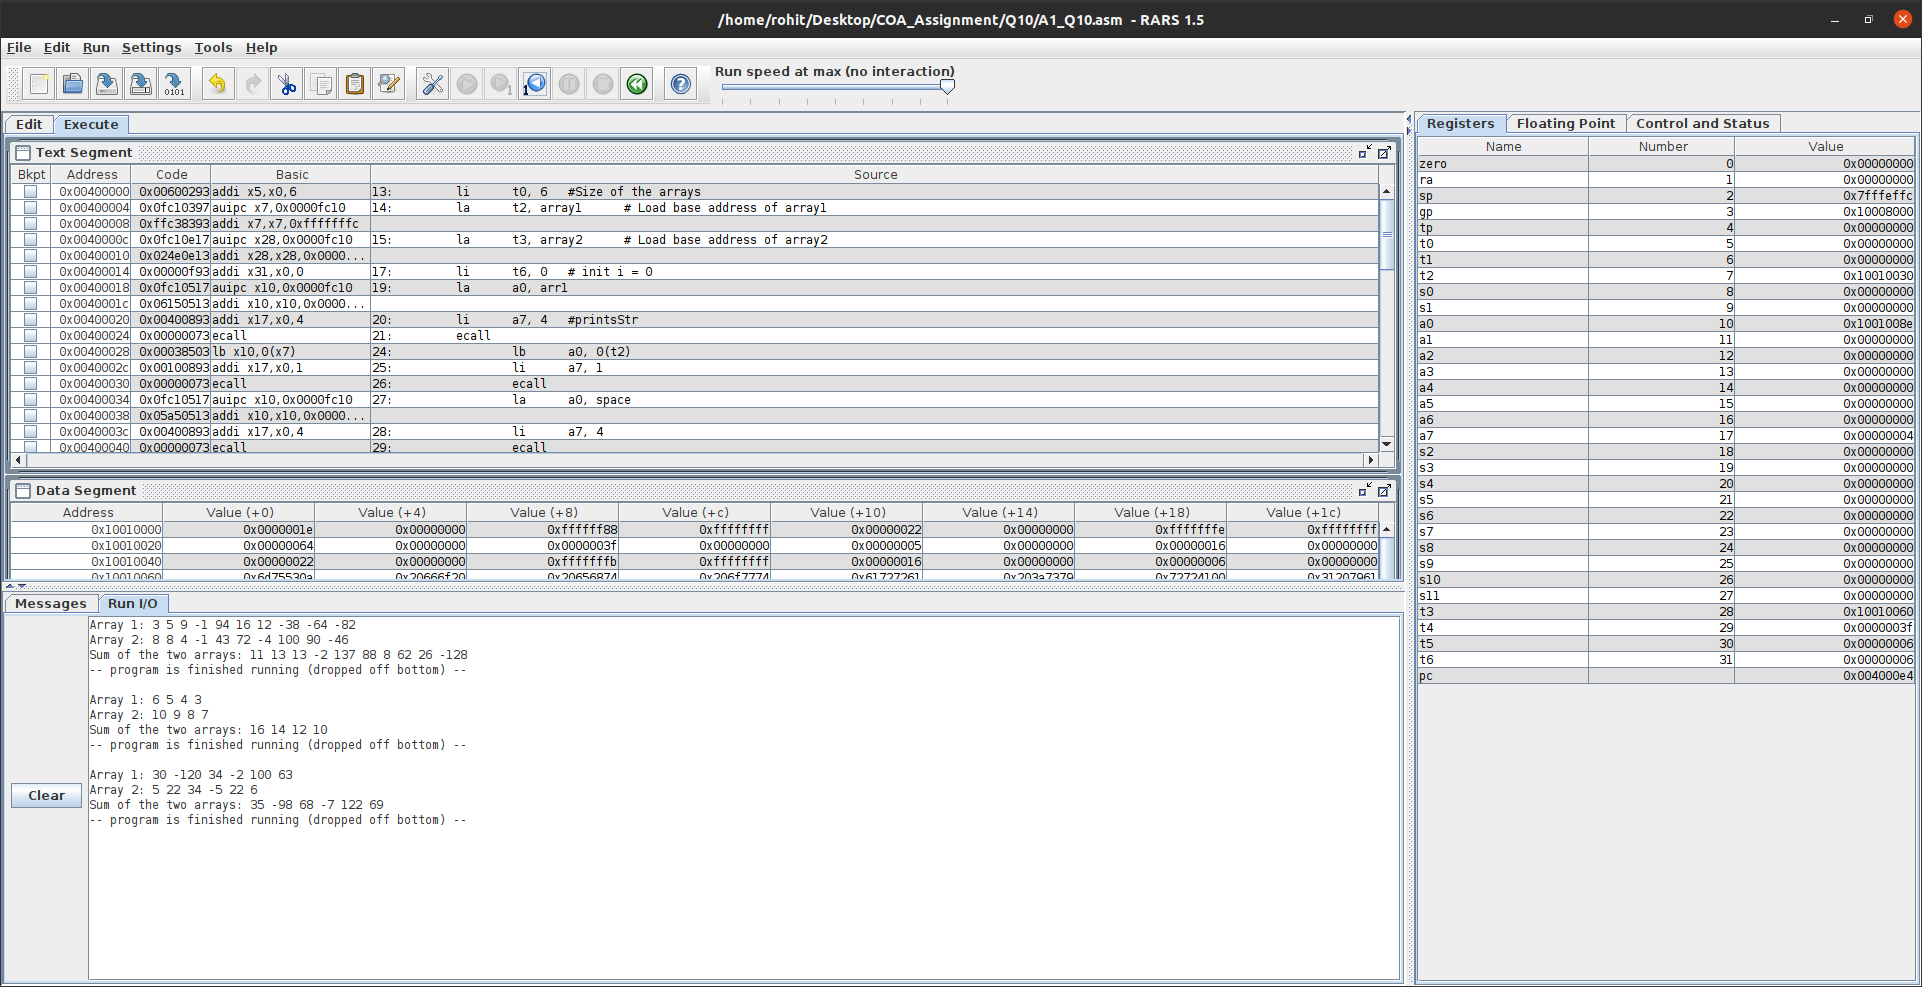 /home/rohit/Desktop/COA_Assignment/Q10/A1_Q10.asm - RARS 1.5
File Edit Run Settings Tools Help
Run speed at max (no interaction)
Edit Execute
Text Segment
Bkpt Address Code Basic Source
0x00400000 0x00600293 addi x5,x0,6 13: li t0, 6 #Size of the arrays
0x00400004 0x0fc10397 auipc x7,0x0000fc10 14: la t2, array1 # Load base address of array1
0x00400008 0xffc38393 addi x7,x7,0xfffffffc
0x0040000c 0x0fc10e17 auipc x28,0x0000fc10 15: la t3, array2 # Load base address of array2
0x00400010 0x024e0e13 addi x28,x28,0x0000...
0x00400014 0x00000f93 addi x31,x0,0 17: li t6, 0 # init i = 0
0x00400018 0x0fc10517 auipc x10,0x0000fc10 19: la a0, arr1
0x0040001c 0x06150513 addi x10,x10,0x0000...
0x00400020 0x00400893 addi x17,x0,4 20: li a7, 4 #printsStr
0x00400024 0x00000073 ecall 21: ecall
0x00400028 0x00038503 lb x10,0(x7) 24: lb a0, 0(t2)
0x0040002c 0x00100893 addi x17,x0,1 25: li a7, 1
0x00400030 0x00000073 ecall 26: ecall
0x00400034 0x0fc10517 auipc x10,0x0000fc10 27: la a0, space
0x00400038 0x05a50513 addi x10,x10,0x0000...
0x0040003c 0x00400893 addi x17,x0,4 28: li a7, 4
0x00400040 0x00000073 ecall 29: ecall
Data Segment
Address Value (+0) Value (+4) Value (+8) Value (+c) Value (+10) Value (+14) Value (+18) Value (+1c)
0x10010000 0x0000001e 0x00000000 0xffffff88 0xffffffff 0x00000022 0x00000000 0xfffffffe 0xffffffff
0x10010020 0x00000064 0x00000000 0x0000003f 0x00000000 0x00000005 0x00000000 0x00000016 0x00000000
0x10010040 0x00000022 0x00000000 0xfffffffb 0xffffffff 0x00000016 0x00000000 0x00000006 0x00000000
0x10010060 0x6d75530a 0x20666f20 0x20656874 0x206f7774 0x61727261 0x203a7379 0x72724100 0x31207961
Messages Run I/O
Clear
Array 1: 3 5 9 -1 94 16 12 -38 -64 -82
Array 2: 8 8 4 -1 43 72 -4 100 90 -46
Sum of the two arrays: 11 13 13 -2 137 88 8 62 26 -128
-- program is finished running (dropped off bottom) --
Array 1: 6 5 4 3
Array 2: 10 9 8 7
Sum of the two arrays: 16 14 12 10
-- program is finished running (dropped off bottom) --
Array 1: 30 -120 34 -2 100 63
Array 2: 5 22 34 -5 22 6
Sum of the two arrays: 35 -98 68 -7 122 69
-- program is finished running (dropped off bottom) --
Registers Floating Point Control and Status
Name Number Value
zero 0 0x00000000
ra 1 0x00000000
sp 2 0x7fffeffc
gp 3 0x10008000
tp 4 0x00000000
t0 5 0x00000000
t1 6 0x00000000
t2 7 0x10010030
s0 8 0x00000000
s1 9 0x00000000
a0 10 0x1001008e
a1 11 0x00000000
a2 12 0x00000000
a3 13 0x00000000
a4 14 0x00000000
a5 15 0x00000000
a6 16 0x00000000
a7 17 0x00000004
s2 18 0x00000000
s3 19 0x00000000
s4 20 0x00000000
s5 21 0x00000000
s6 22 0x00000000
s7 23 0x00000000
s8 24 0x00000000
s9 25 0x00000000
s10 26 0x00000000
s11 27 0x00000000
t3 28 0x10010060
t4 29 0x0000003f
t5 30 0x00000006
t6 31 0x00000006
pc 0x004000e4